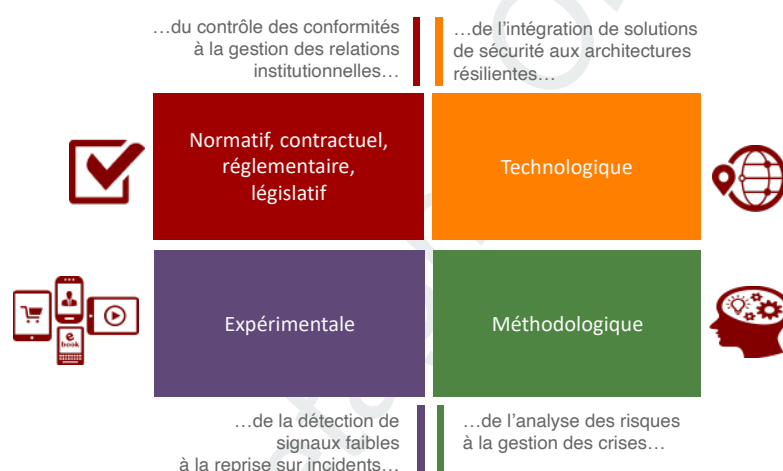 …du contrôle des conformités
à la gestion des relations
institutionnelles…
…de l’intégration de solutions
de sécurité aux architectures
résilientes…
Normatif, contractuel,
réglementaire,
législatif
Technologique
Expérimentale
Méthodologique
e
book
…de la détection de
signaux faibles
à la reprise sur incidents…
…de l’analyse des risques
à la gestion des crises…